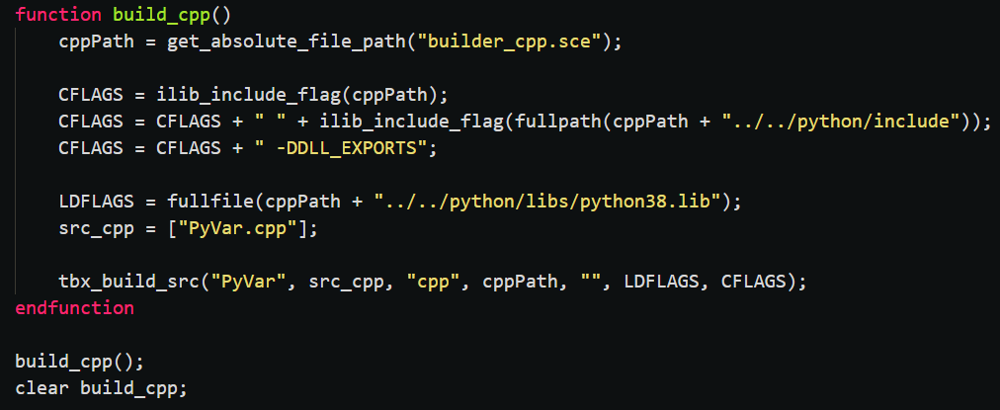 function build_cpp()
    cppPath = get_absolute_file_path("builder_cpp.sce");

    CFLAGS = ilib_include_flag(cppPath);
    CFLAGS = CFLAGS + " " + ilib_include_flag(fullpath(cppPath + "../../python/include"));
    CFLAGS = CFLAGS + " -DDLL_EXPORTS";

    LDFLAGS = fullfile(cppPath + "../../python/libs/python38.lib");
    src_cpp = ["PyVar.cpp"];

    tbx_build_src("PyVar", src_cpp, "cpp", cppPath, "", LDFLAGS, CFLAGS);
endfunction

build_cpp();
clear build_cpp;